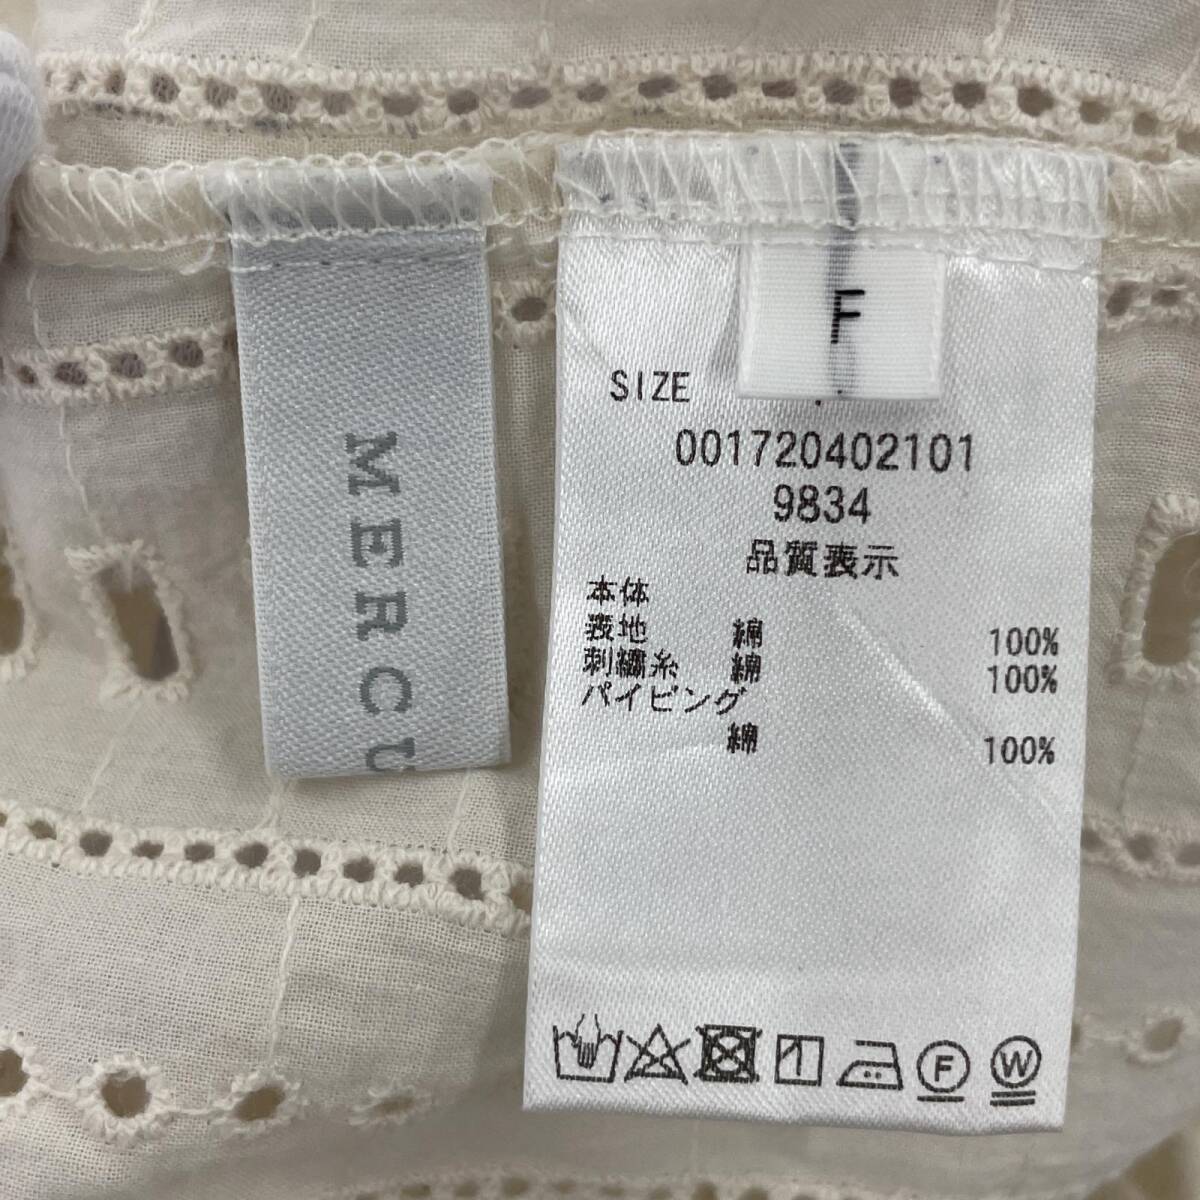 MERCU
F
SIZE
001720402101
9834
品質表示
本体
表地 綿 100%
刺繍糸 綿 100%
パイピング
綿 100%
F
W